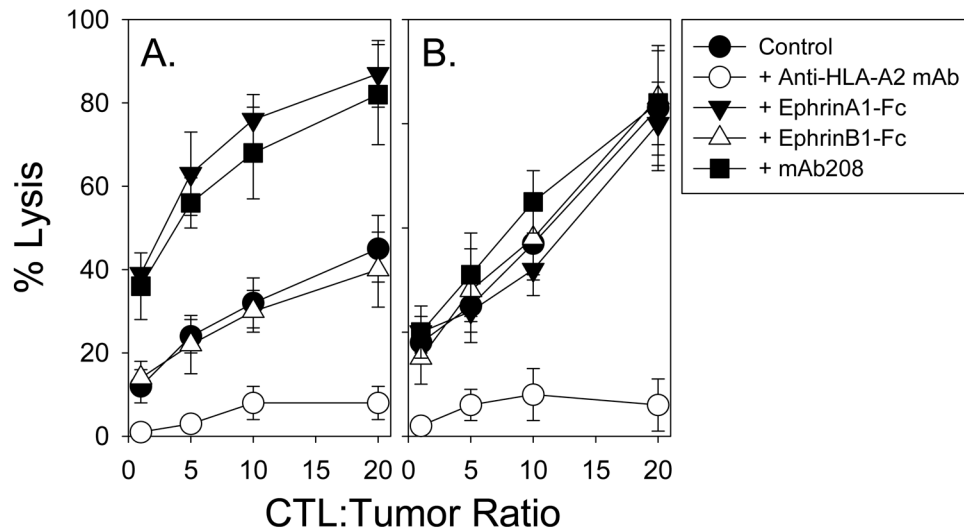 A.
B.
% Lysis
100
80
60
40
20
0
0 5 10 15 20
0 5 10 15 20
CTL:Tumor Ratio
Control
+ Anti-HLA-A2 mAb
+ EphrinA1-Fc
+ EphrinB1-Fc
+ mAb208